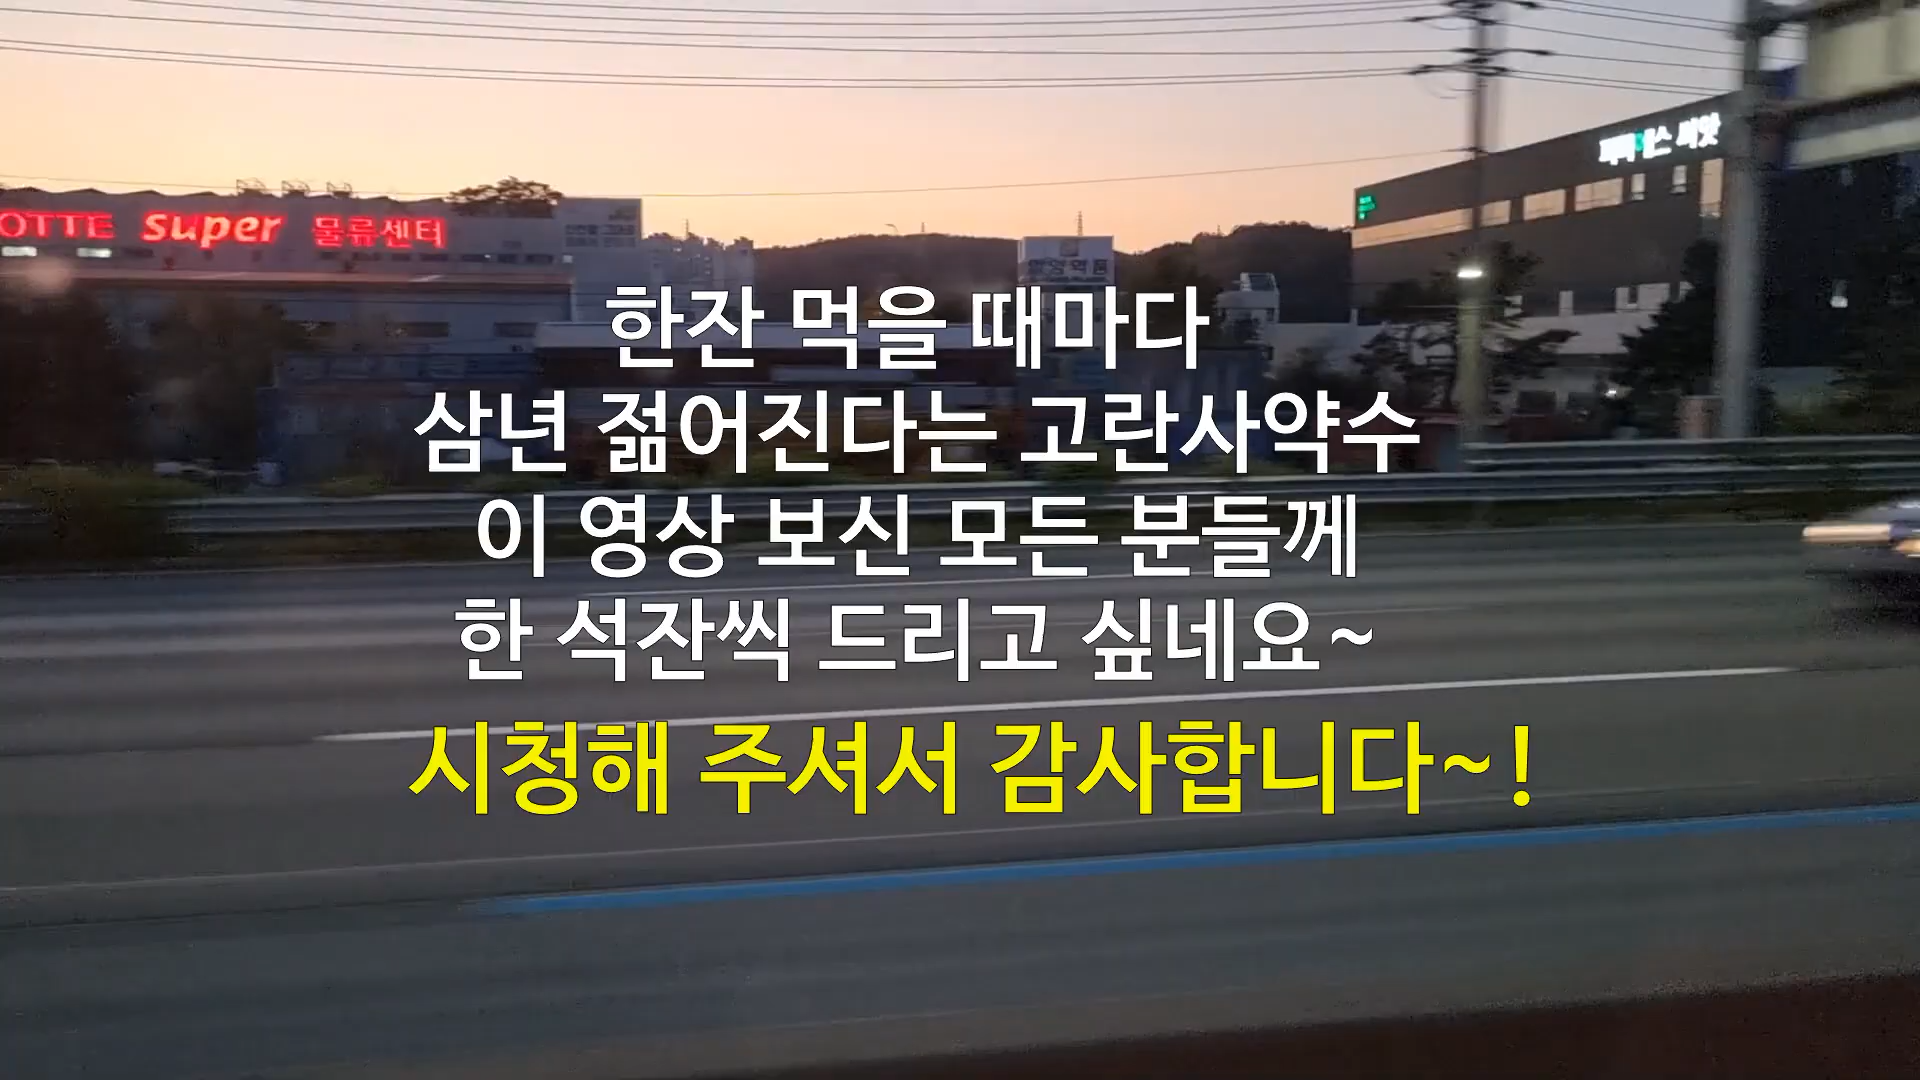 OTTE super 물류센터
한잔 먹을 때마다
삼년 젊어진다는 고란사약수
이 영상 보신 모든 분들께
한 석잔씩 드리고 싶네요~
시청해 주셔서 감사합니다~!